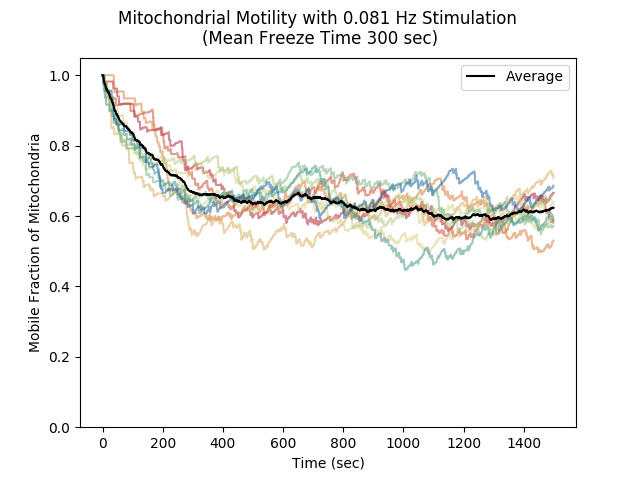 Mitochondrial Motility with 0.081 Hz Stimulation
(Mean Freeze Time 300 sec)
Average
Mobile Fraction of Mitochondria
1.0
0.8
0.6
0.4
0.2
0.0
0 200 400 600 800 1000 1200 1400
Time (sec)